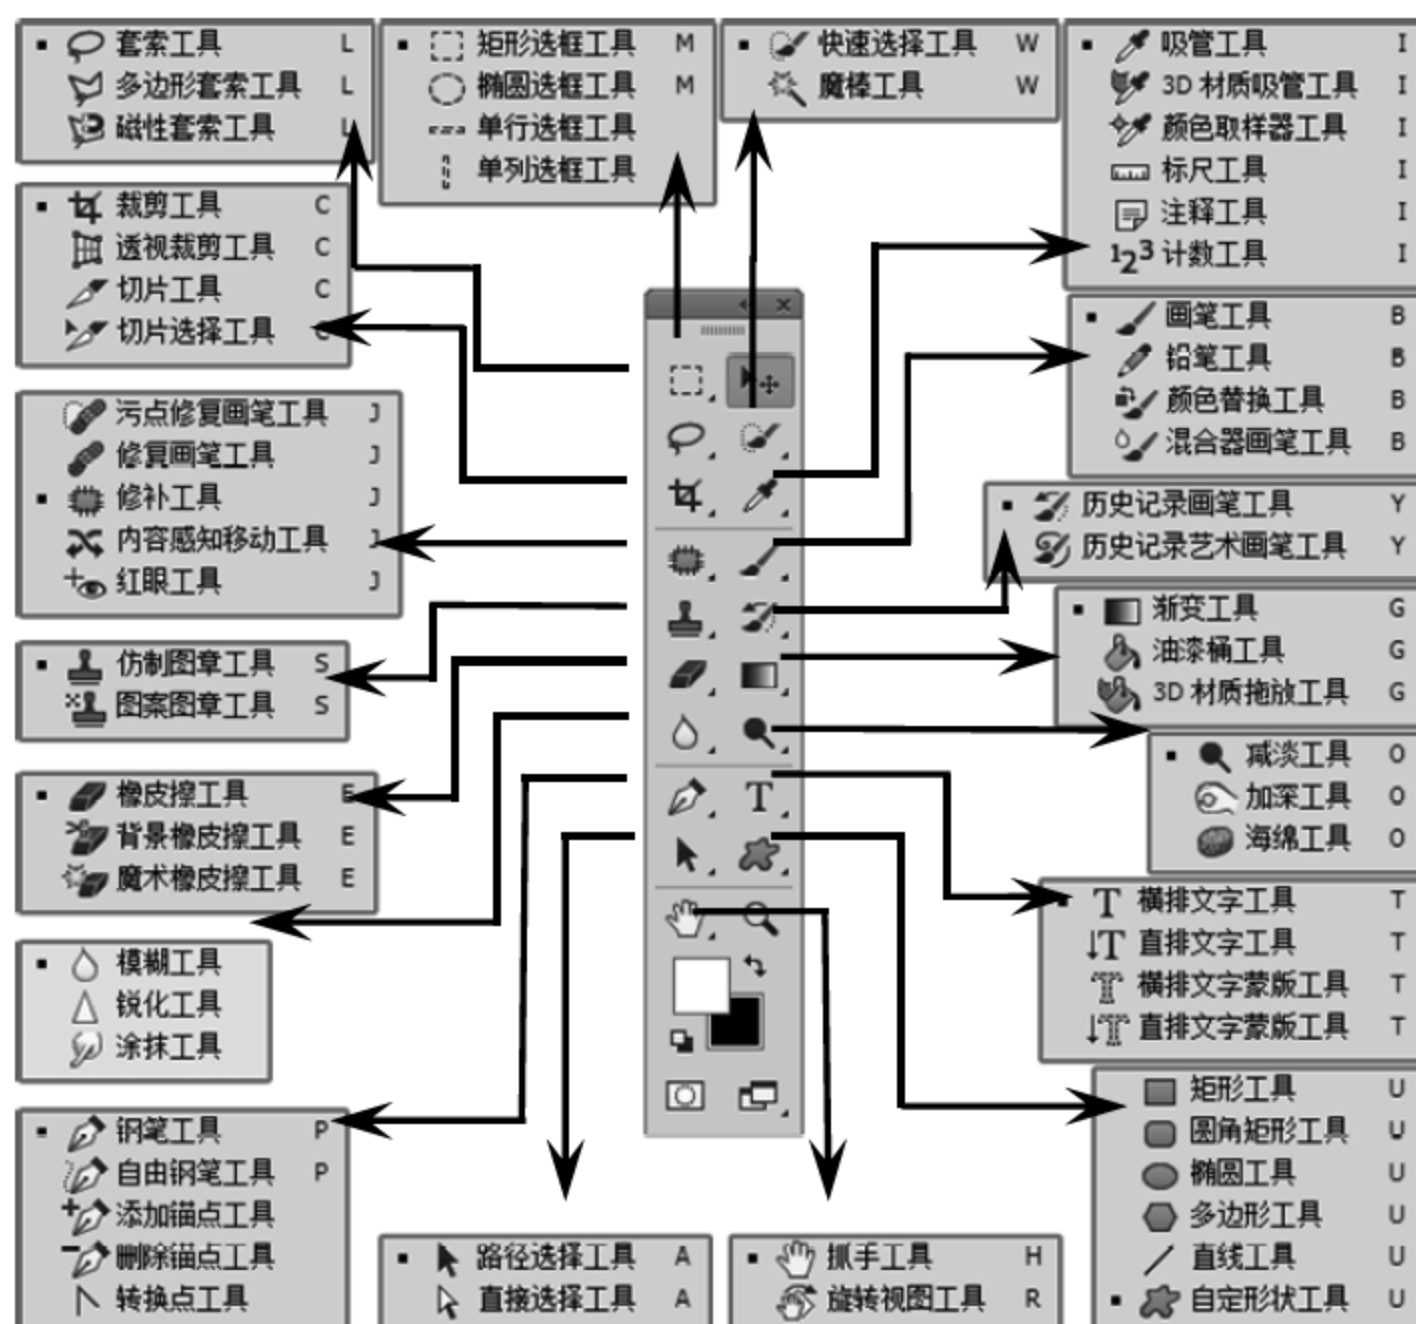 套索工具 L
多边形套索工具 L
磁性套索工具 L
矩形选框工具 M
椭圆选框工具 M
单行选框工具
单列选框工具
快速选择工具 W
魔棒工具 W
吸管工具 I
3D 材质吸管工具 I
颜色取样器工具 I
标尺工具 I
注释工具 I
计数工具 I
裁剪工具 C
透视裁剪工具 C
切片工具 C
切片选择工具 C
画笔工具 B
铅笔工具 B
颜色替换工具 B
混合器画笔工具 B
污点修复画笔工具 J
修复画笔工具 J
修补工具 J
内容感知移动工具 J
红眼工具 J
历史记录画笔工具 Y
历史记录艺术画笔工具 Y
渐变工具 G
油漆桶工具 G
3D 材质拖放工具 G
仿制图章工具 S
图案图章工具 S
减淡工具 O
加深工具 O
海绵工具 O
橡皮擦工具 E
背景橡皮擦工具 E
魔术橡皮擦工具 E
横排文字工具 T
直排文字工具 T
横排文字蒙版工具 T
直排文字蒙版工具 T
模糊工具
锐化工具
涂抹工具
矩形工具 U
圆角矩形工具 U
椭圆工具 U
多边形工具 U
直线工具 U
自定形状工具 U
钢笔工具 P
自由钢笔工具 P
添加锚点工具
删除锚点工具
转换点工具
路径选择工具 A
直接选择工具 A
抓手工具 H
旋转视图工具 R